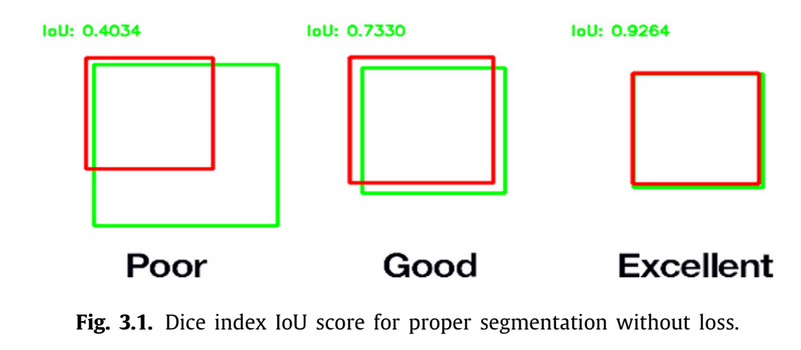 IoU: 0.4034 IoU: 0.7330 IoU: 0.9264
Poor Good Excellent
Fig. 3.1. Dice index IoU score for proper segmentation without loss.